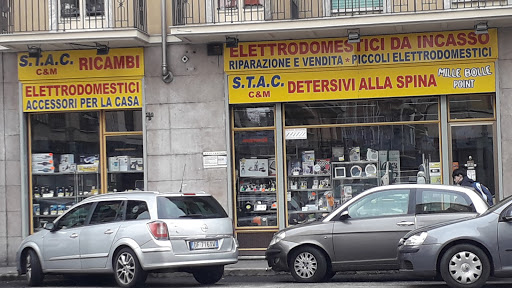 S.T.A.C. RICAMBI
C&M
ELETTRODOMESTICI
ACCESSORI PER LA CASA
ELETTRODOMESTICI DA INCASSO
RIPARAZIONE E VENDITA * PICCOLI ELETTRODOMESTICI
S.T.A.C. DETERSIVI ALLA SPINA
C&M
MILLE BOLLE
POINT